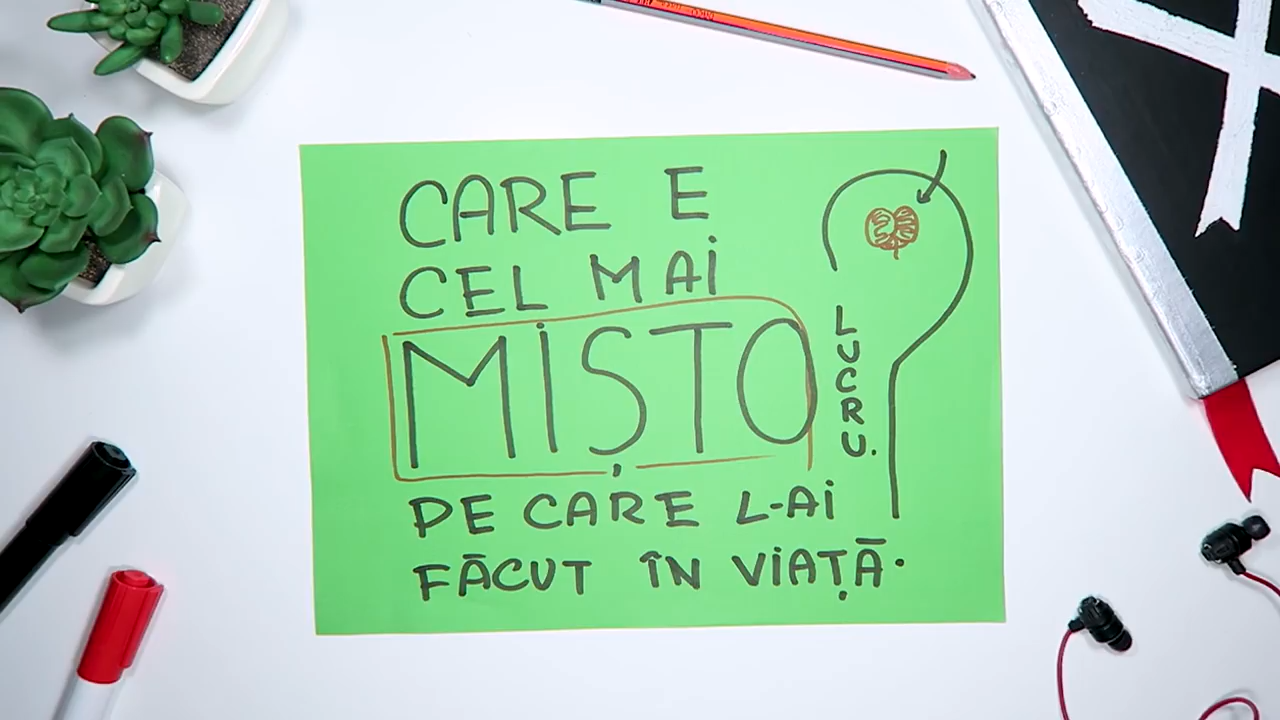 CARE E
CEL MAI
MIȘTO
LUCRU.
PE CARE L-AI
FĂCUT ÎN VIAȚĂ.